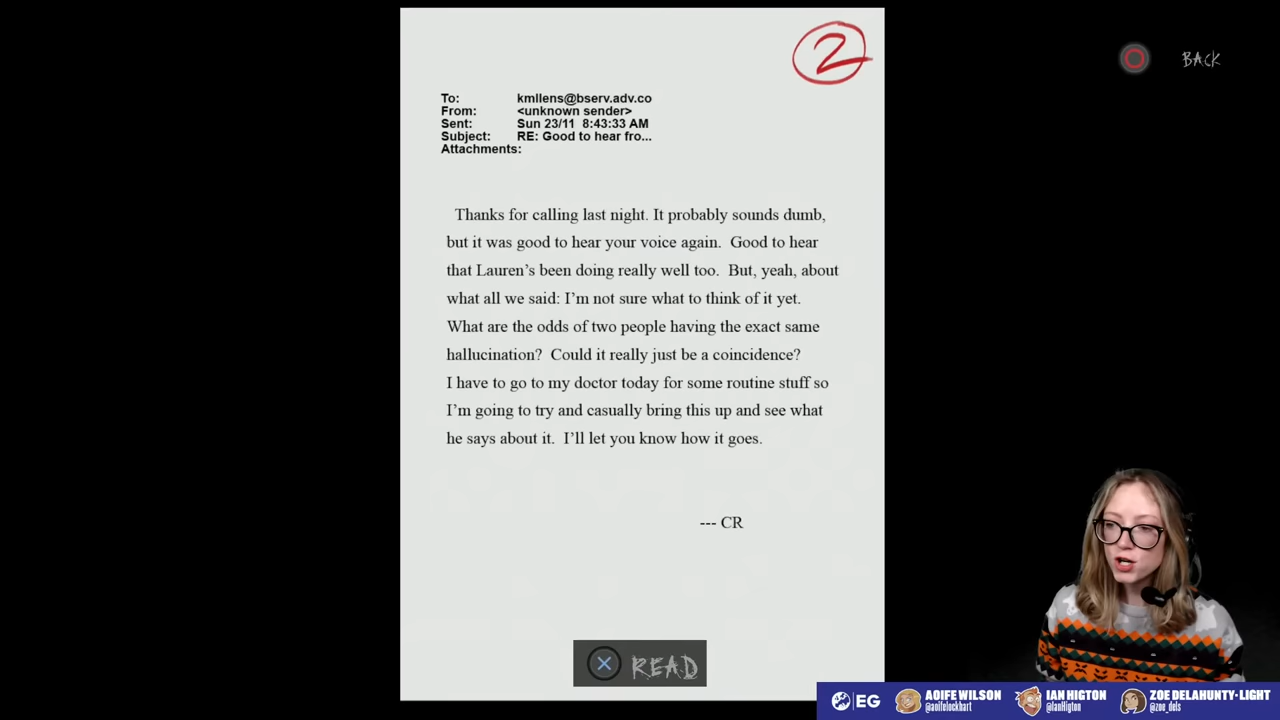 2
BACK
To: kmllens@bserv.adv.co
From: <unknown sender>
Sent: Sun 23/11 8:43:33 AM
Subject: RE: Good to hear fro...
Attachments:
Thanks for calling last night. It probably sounds dumb,
but it was good to hear your voice again. Good to hear
that Lauren’s been doing really well too. But, yeah, about
what all we said: I’m not sure what to think of it yet.
What are the odds of two people having the exact same
hallucination? Could it really just be a coincidence?
I have to go to my doctor today for some routine stuff so
I’m going to try and casually bring this up and see what
he says about it. I’ll let you know how it goes.
--- CR
READ
EG
AOIFE WILSON
@aoifelockhart
IAN HIGTON
@IanHigton
ZOE DELAHUNTY-LIGHT
@zoe_dels